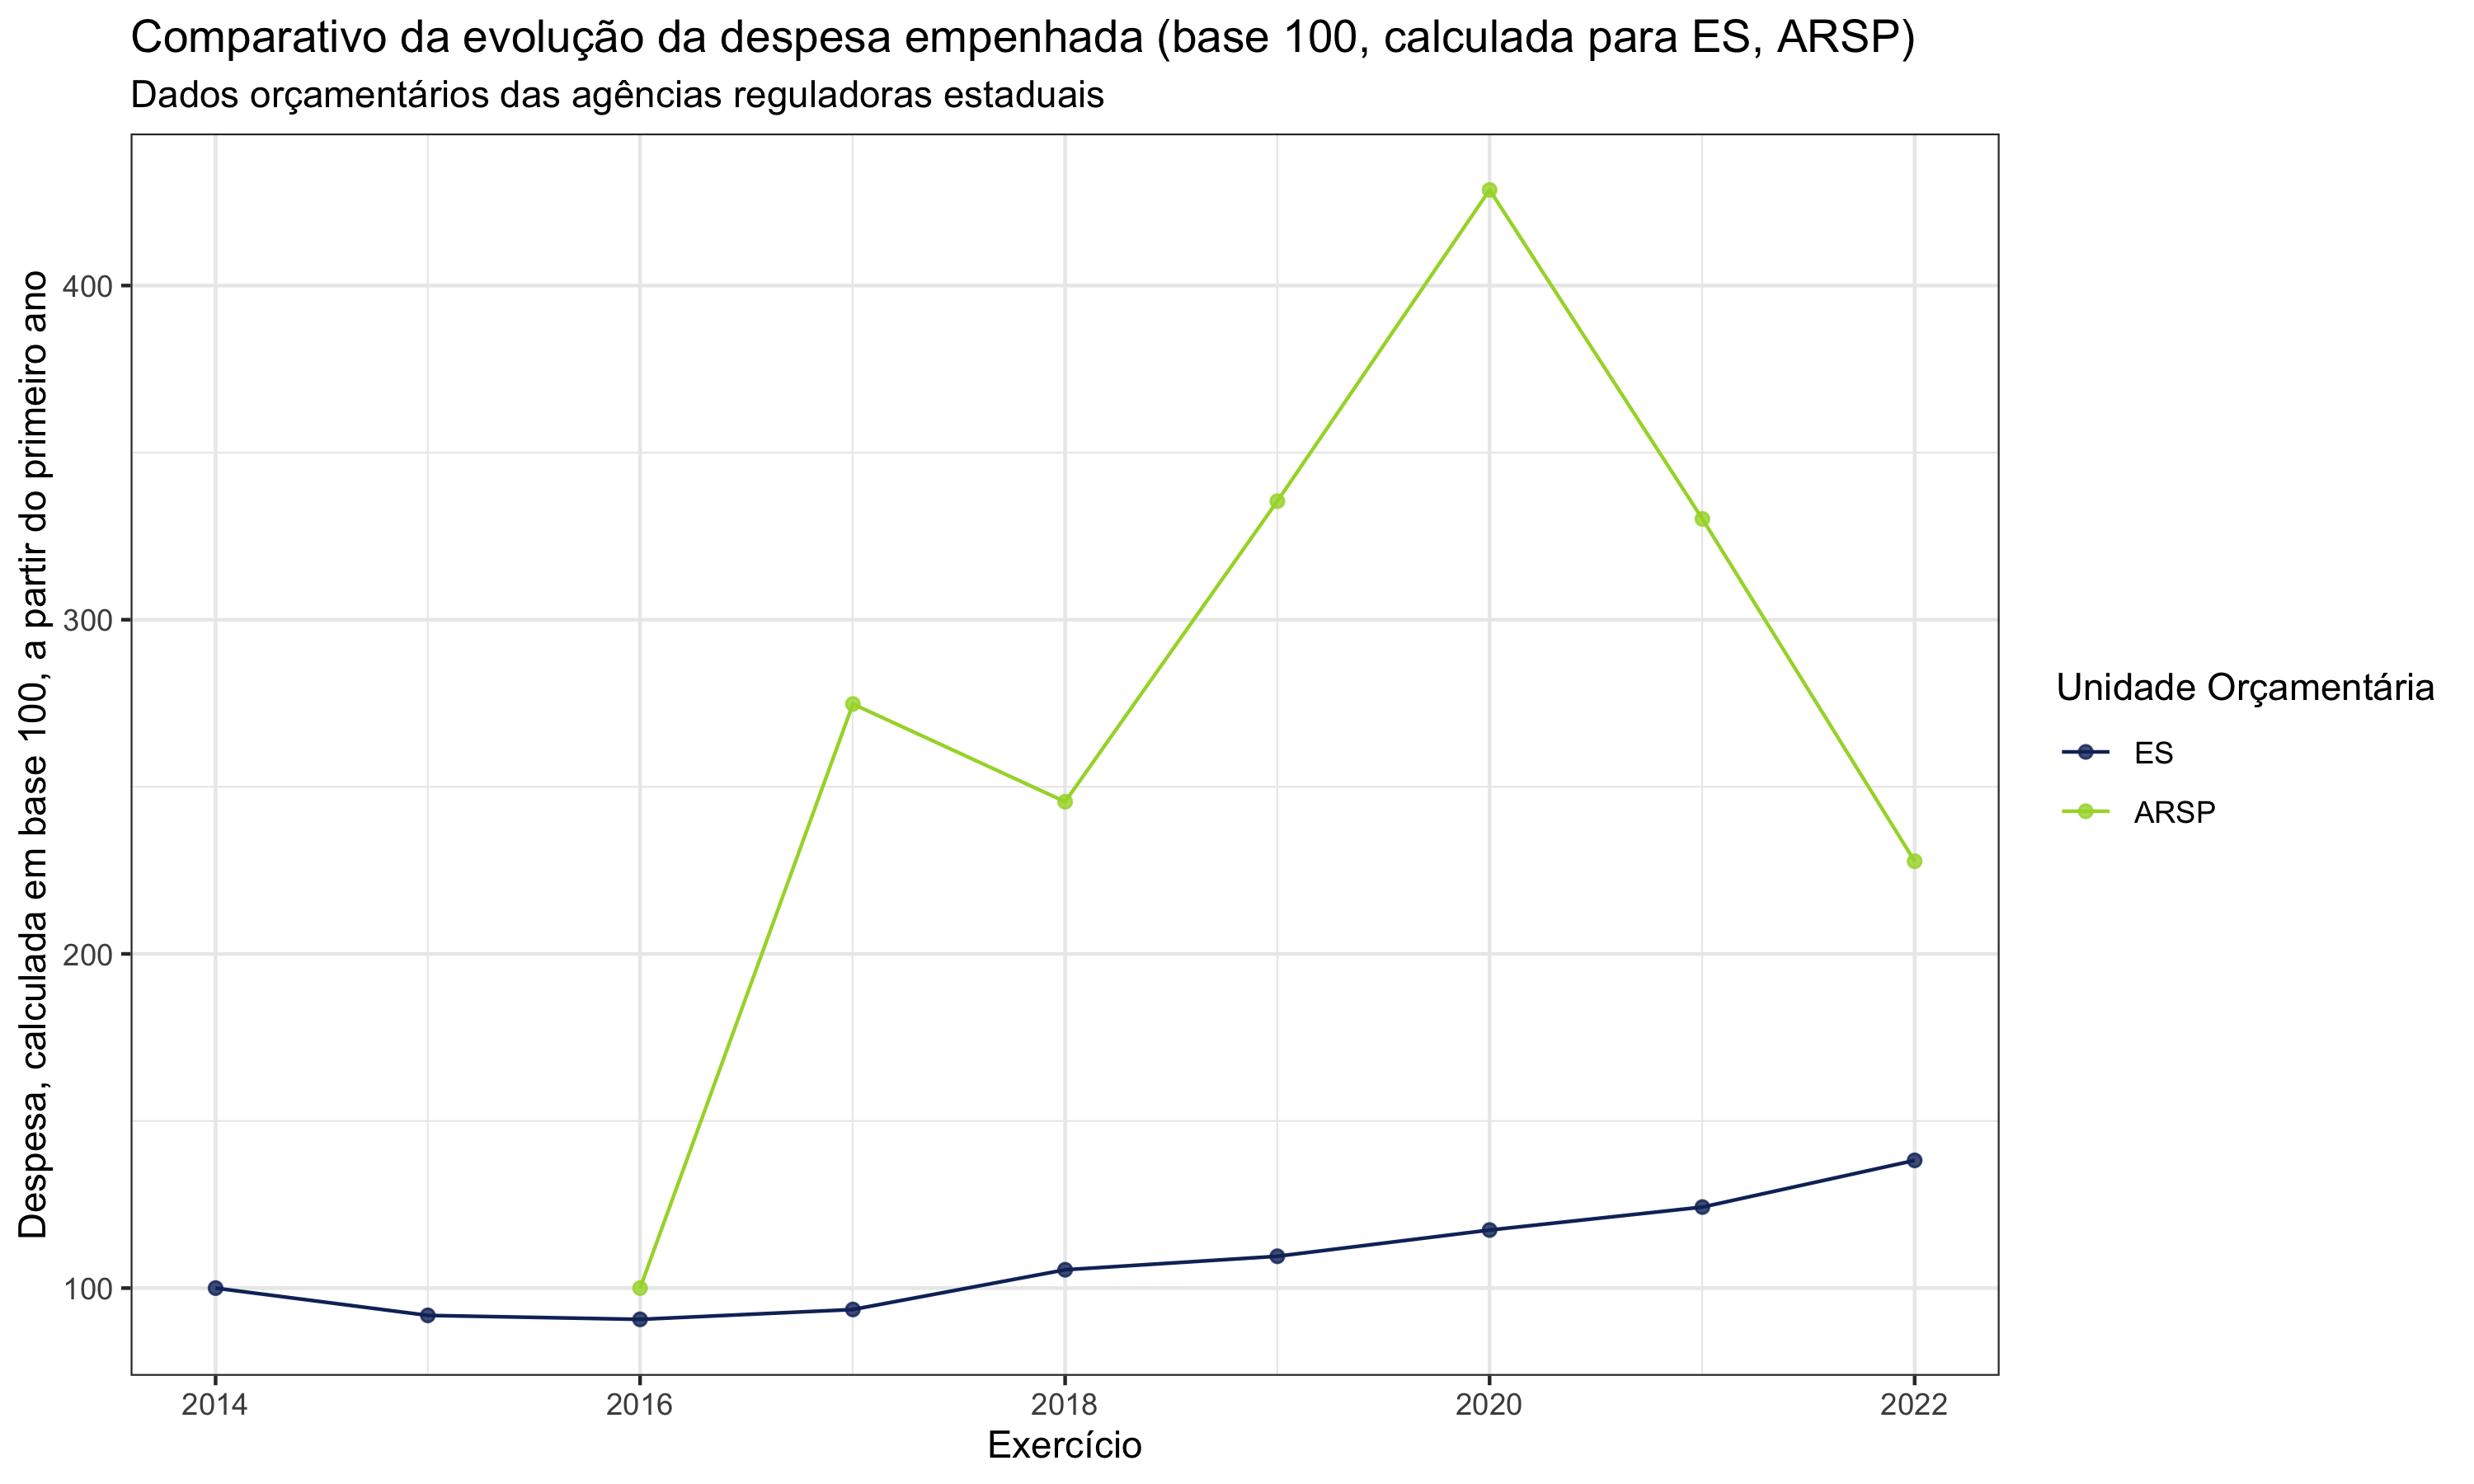 Comparativo da evolução da despesa empenhada (base 100, calculada para ES, ARSP)
Dados orçamentários das agências reguladoras estaduais
Despesa, calculada em base 100, a partir do primeiro ano
400
300
200
100
2014
2016
2018
2020
2022
Exercício
Unidade Orçamentária
ES
ARSP